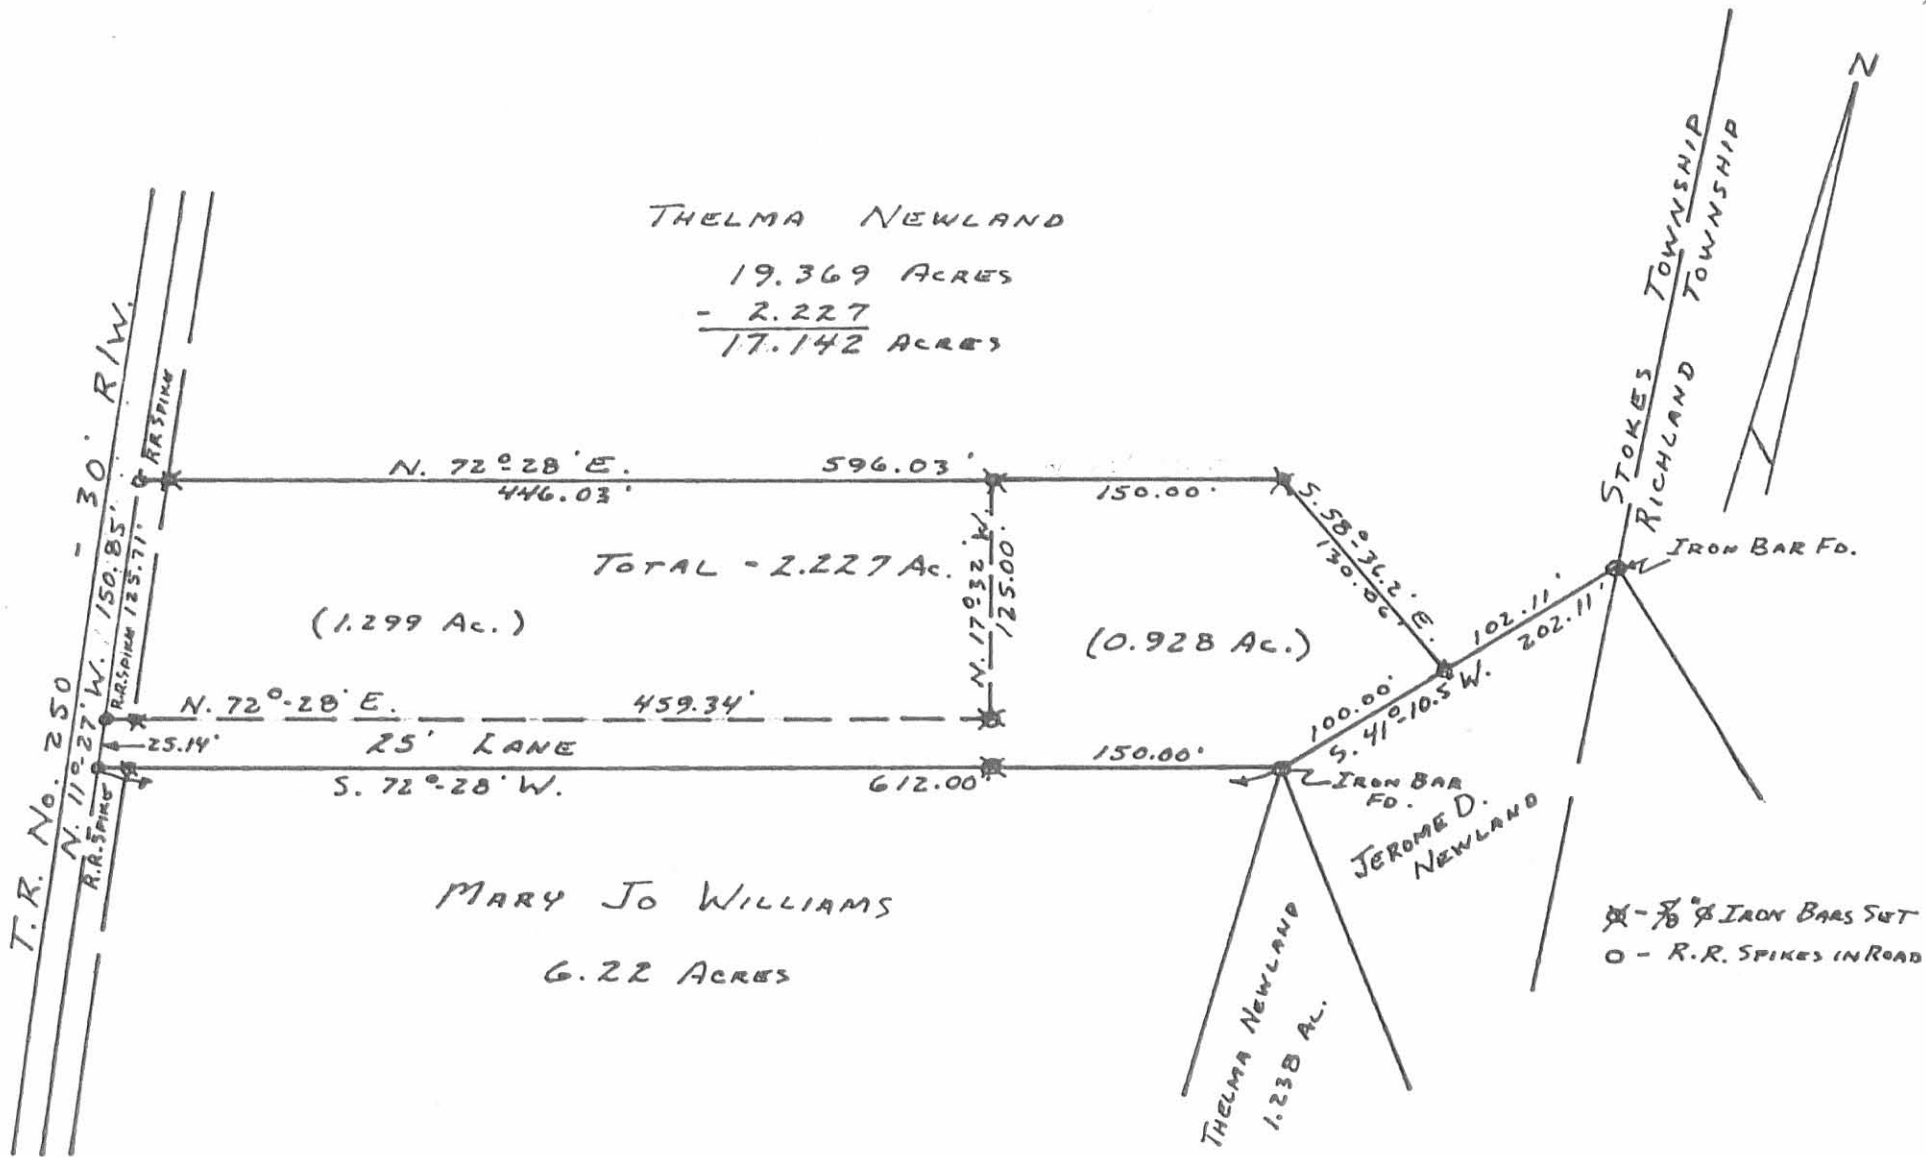 N
STOKES TOWNSHIP
RICHLAND TOWNSHIP
THELMA NEWLAND
19.369 ACRES
- 2.227
17.142 ACRES
T.R. No. 250 - 30' R/W.
RR SPIKE
N. 72°28' E. 596.03'
446.03'
150.00'
S. 58°-36.2' E.
130.06'
N. 11°-27' W. 150.85'
R.R. SPIKE 125.71'
TOTAL - 2.227 Ac.
(1.299 Ac.)
N. 17°32' W.
125.00'
(0.928 Ac.)
IRON BAR FD.
102.11'
202.11'
100.00'
S. 41°-10.5' W.
N. 72°-28' E. 459.34'
25.14'
25' LANE
150.00'
S. 72°-28' W. 612.00'
R.R. SPIKE
IRON BAR
FD.
JEROME D.
NEWLAND
MARY JO WILLIAMS
6.22 ACRES
THELMA NEWLAND
1.238 Ac.
- 5/8" ⌀ IRON BARS SET
O - R.R. SPIKES IN ROAD